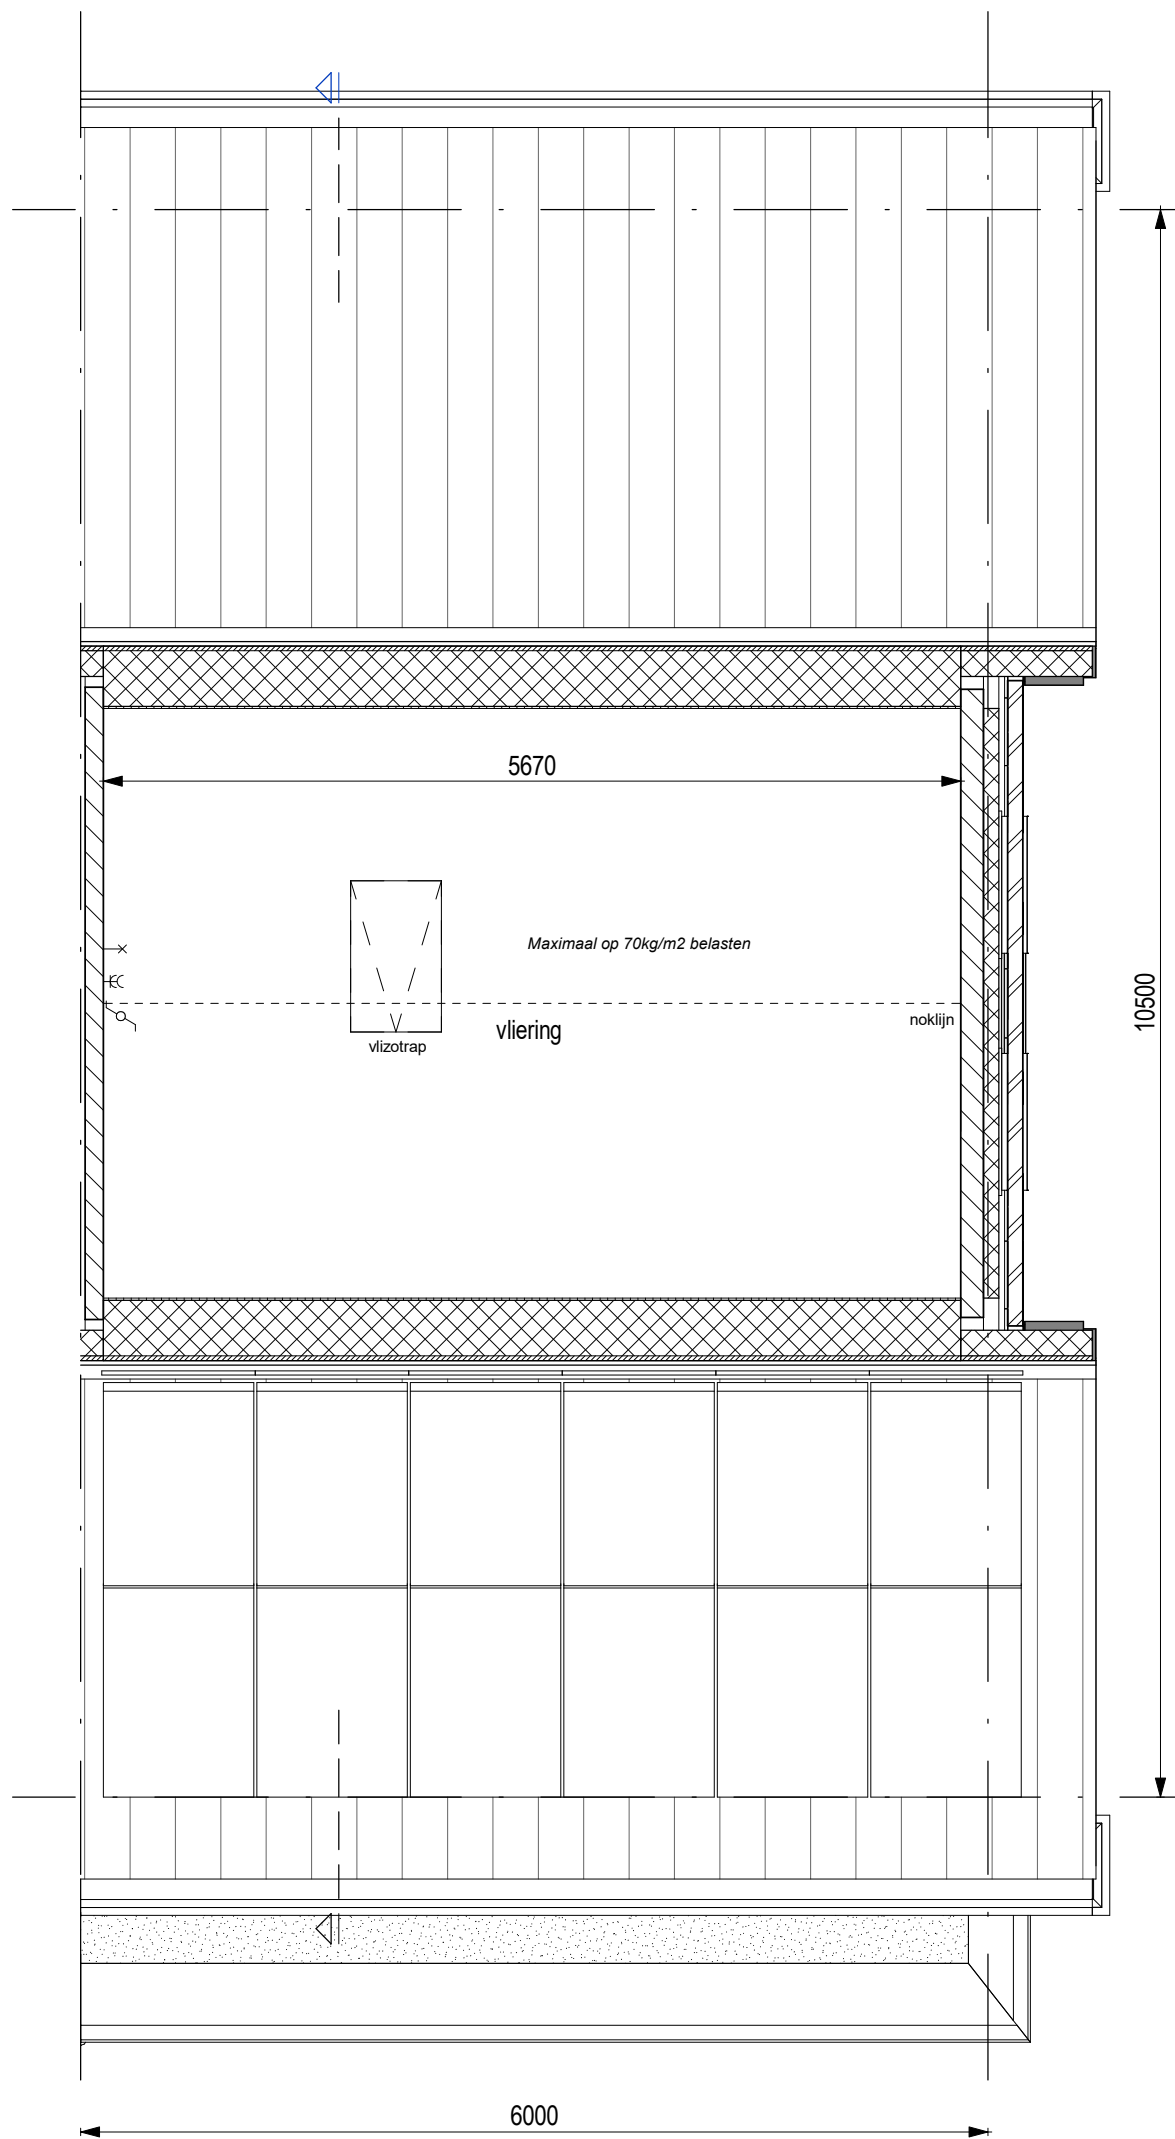 5670
Maximaal op 70kg/m2 belasten
noklijn
vliering
vlizotrap
10500
6000